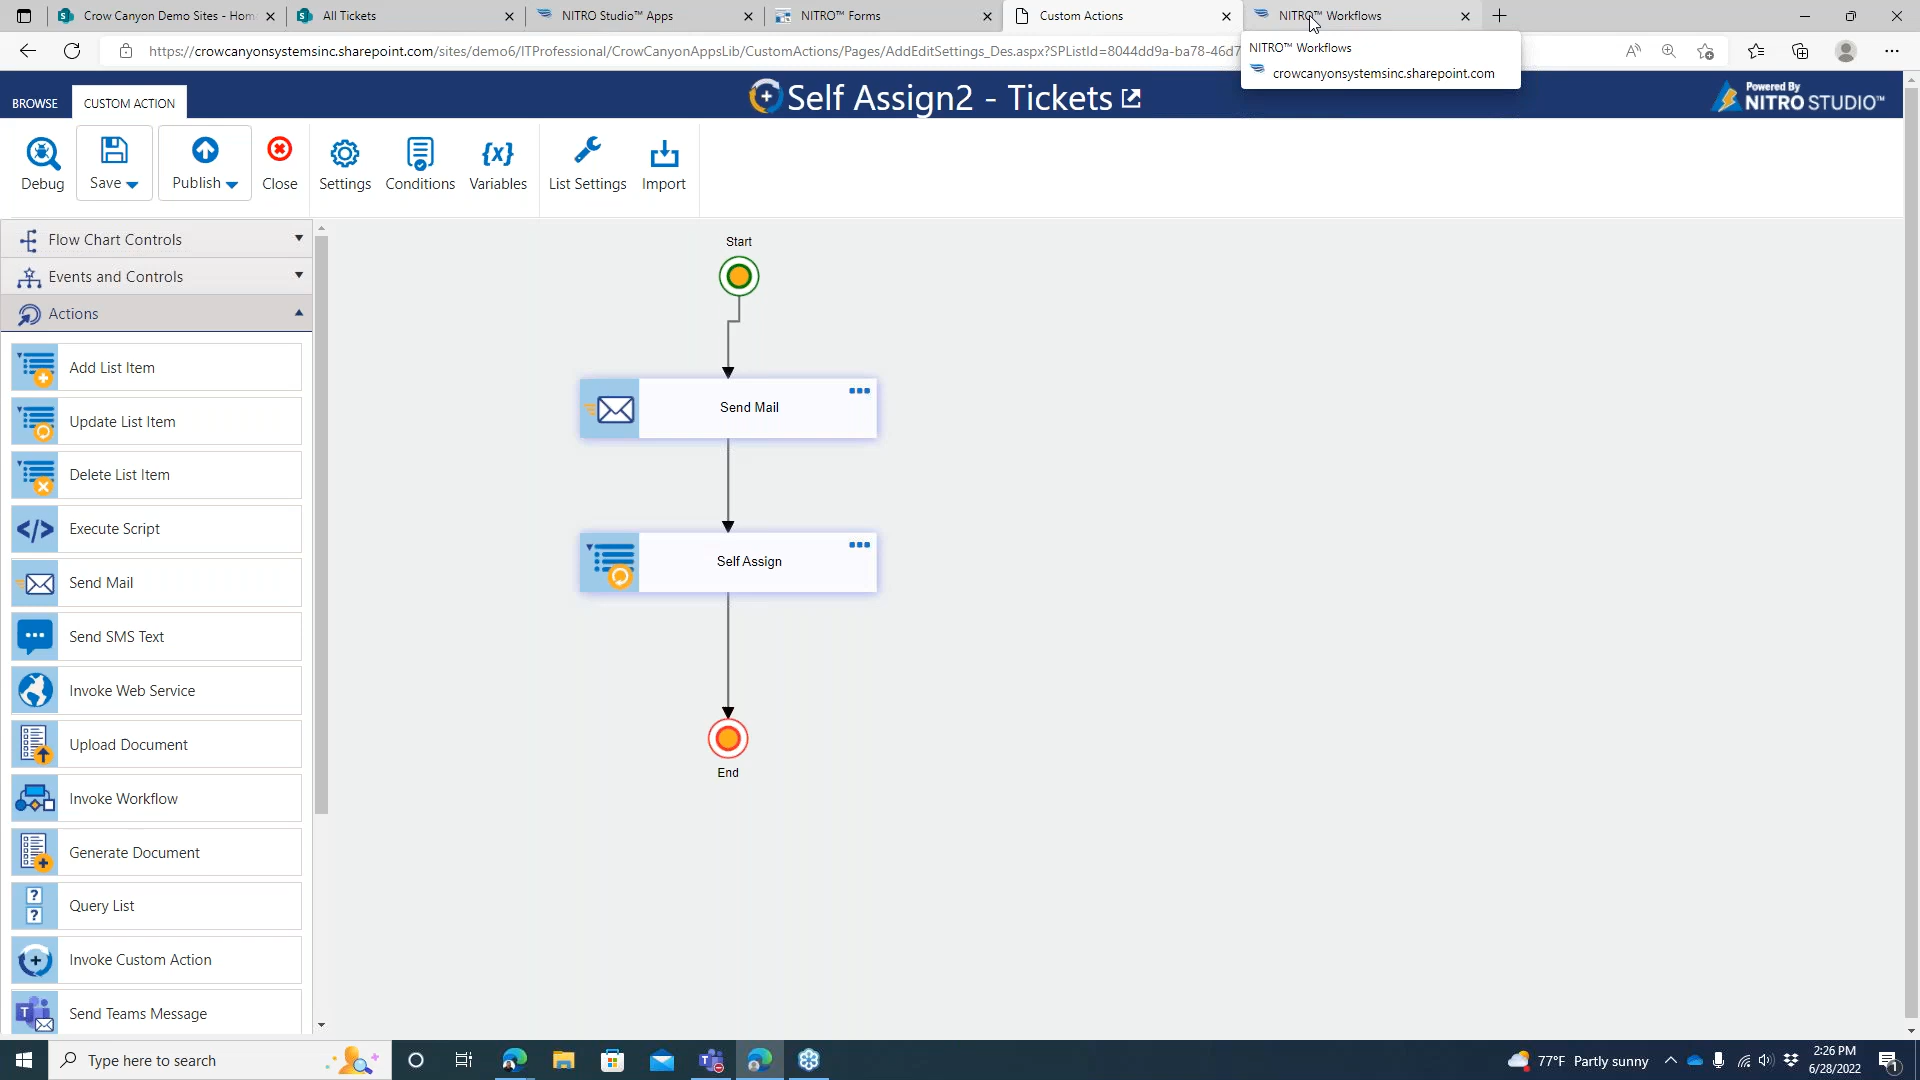 Crow Canyon Demo Sites - Hom
All Tickets
NITRO Studio™ Apps
NITRO™ Forms
Custom Actions
NITRO™ Workflows
https://crowcanyonsystemsinc.sharepoint.com/sites/demo6/ITProfessional/CrowCanyonAppsLib/CustomActions/Pages/AddEditSettings_Des.aspx?SPListId=8044dd9a-ba78-46d7
NITRO™ Workflows
crowcanyonsystemsinc.sharepoint.com
BROWSE
CUSTOM ACTION
Self Assign2 - Tickets
Powered By
NITRO STUDIO™
Debug
Save
Publish
Close
Settings
{x}
Conditions
Variables
List Settings
Import
Flow Chart Controls
Events and Controls
Actions
Add List Item
Update List Item
Delete List Item
Execute Script
Send Mail
Send SMS Text
Invoke Web Service
Upload Document
Invoke Workflow
Generate Document
Query List
Invoke Custom Action
Send Teams Message
Start
Send Mail
Self Assign
End
Type here to search
77°F Partly sunny
2:26 PM
6/28/2022
1